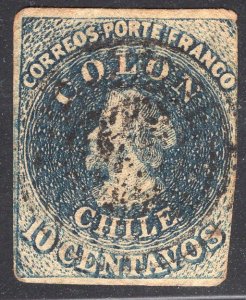 CORREOS PORTE FRANCO
COLON
CHILE
10 CENTAVOS